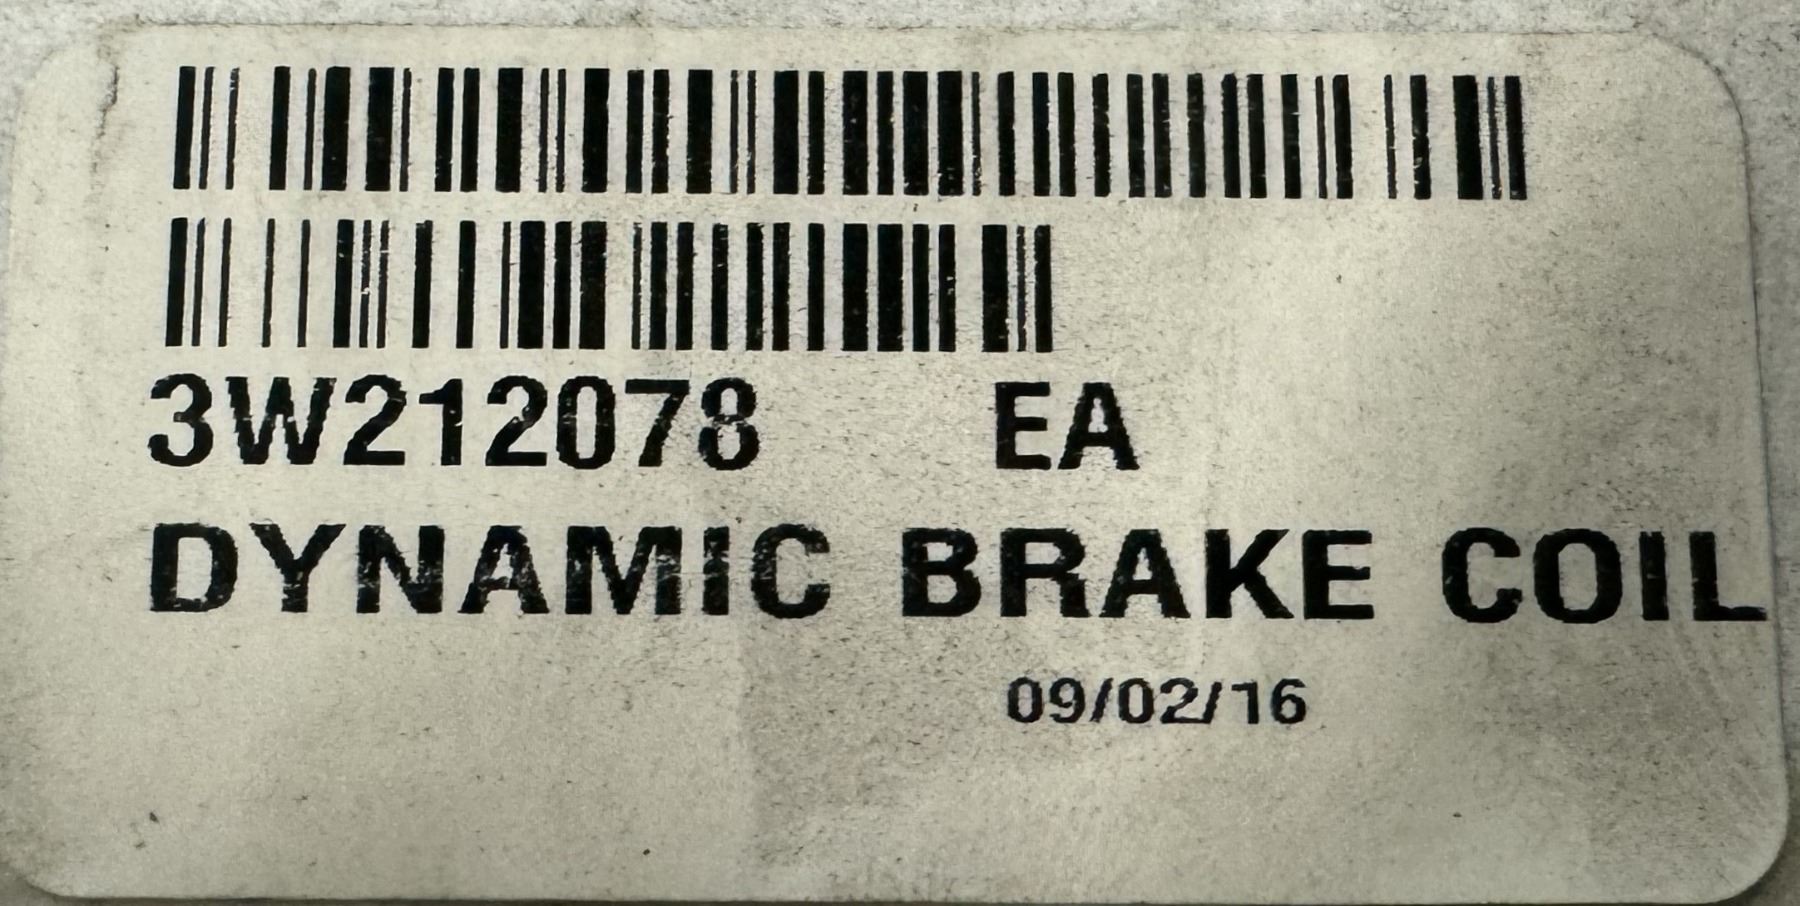 3W212078 EA
DYNAMIC BRAKE COIL
09/02/16